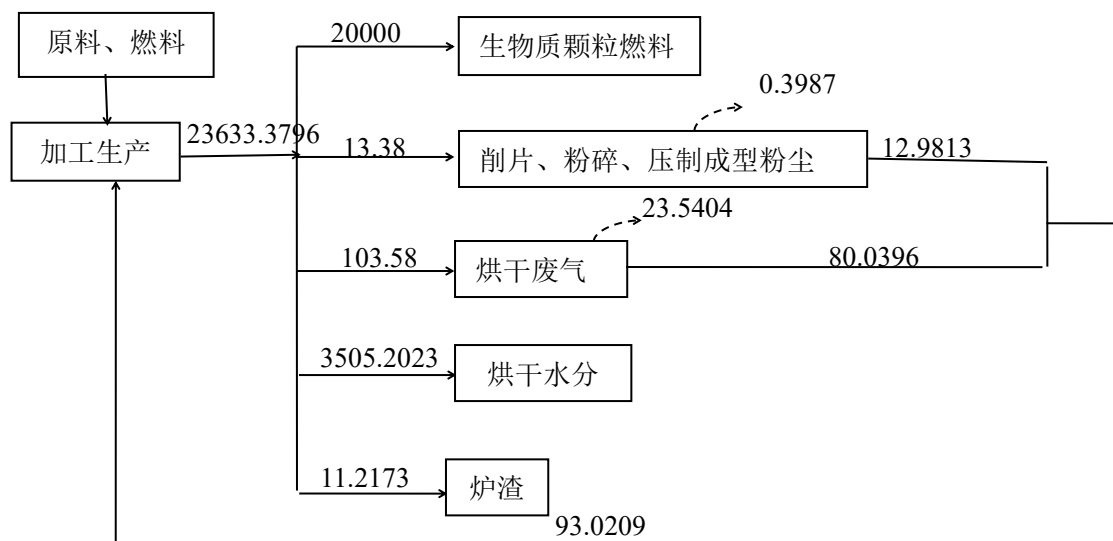 原料、燃料
20000
生物质颗粒燃料
0.3987
加工生产
23633.3796
13.38
削片、粉碎、压制成型粉尘
12.9813
23.5404
103.58
烘干废气
80.0396
3505.2023
烘干水分
11.2173
炉渣
93.0209